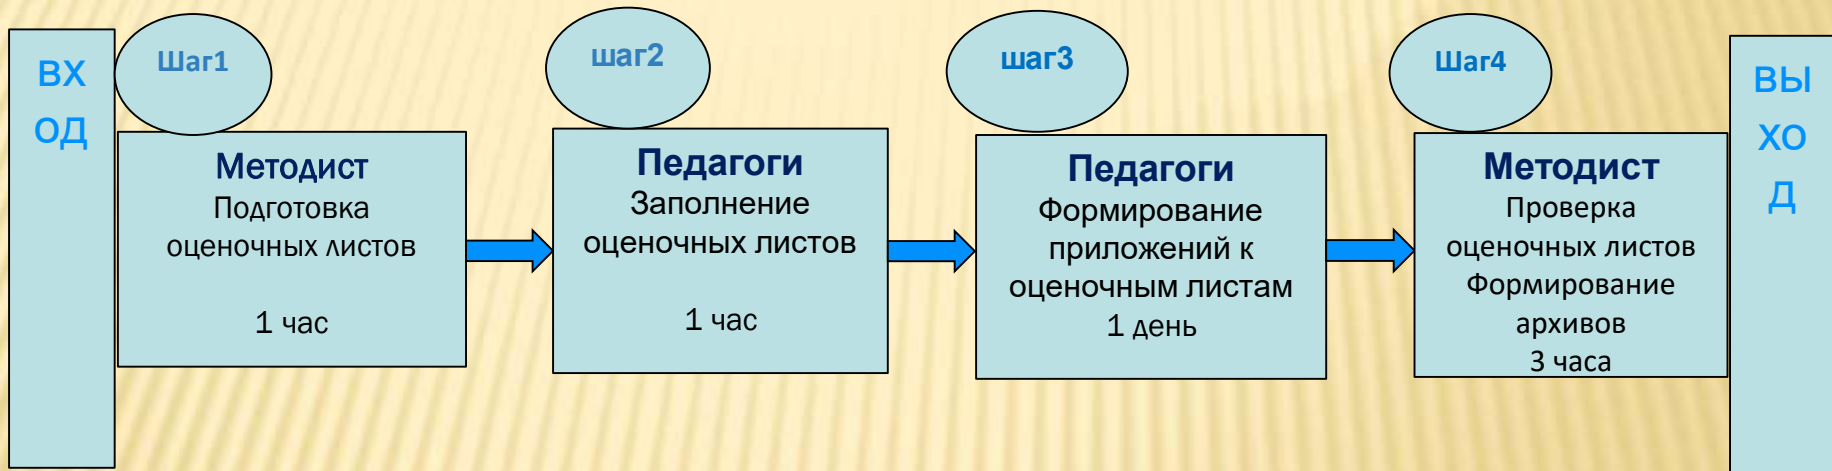 ВХ
ОД
Шаг1
Методист
Подготовка
оценочных листов
1 час
шаг2
Педагоги
Заполнение
оценочных листов
1 час
шаг3
Педагоги
Формирование
приложений к
оценочным листам
1 день
Шаг4
Методист
Проверка
оценочных листов
Формирование
архивов
3 часа
ВЫ
ХО
Д